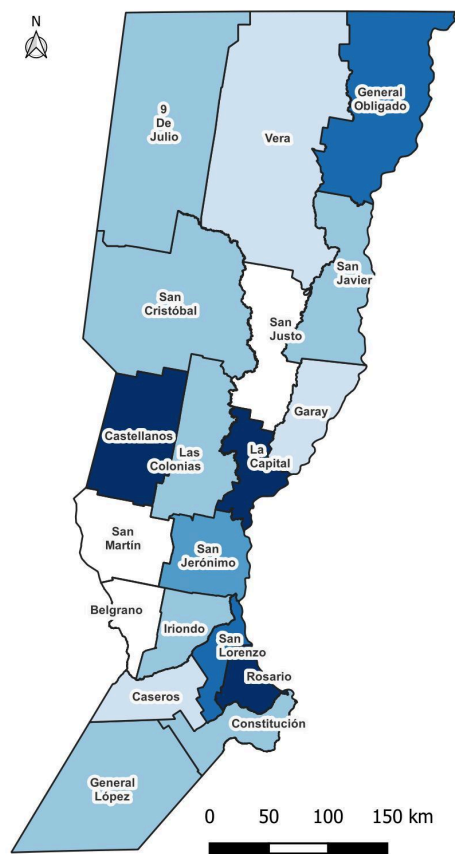 N
9
De
Julio
Vera
General
Obligado
San
Cristóbal
San
Javier
San
Justo
Garay
Castellanos
Las
Colonias
La
Capital
San
Martín
San
Jerónimo
Belgrano
Iriondo
San
Lorenzo
Rosario
Caseros
Constitución
General
López
0 50 100 150 km